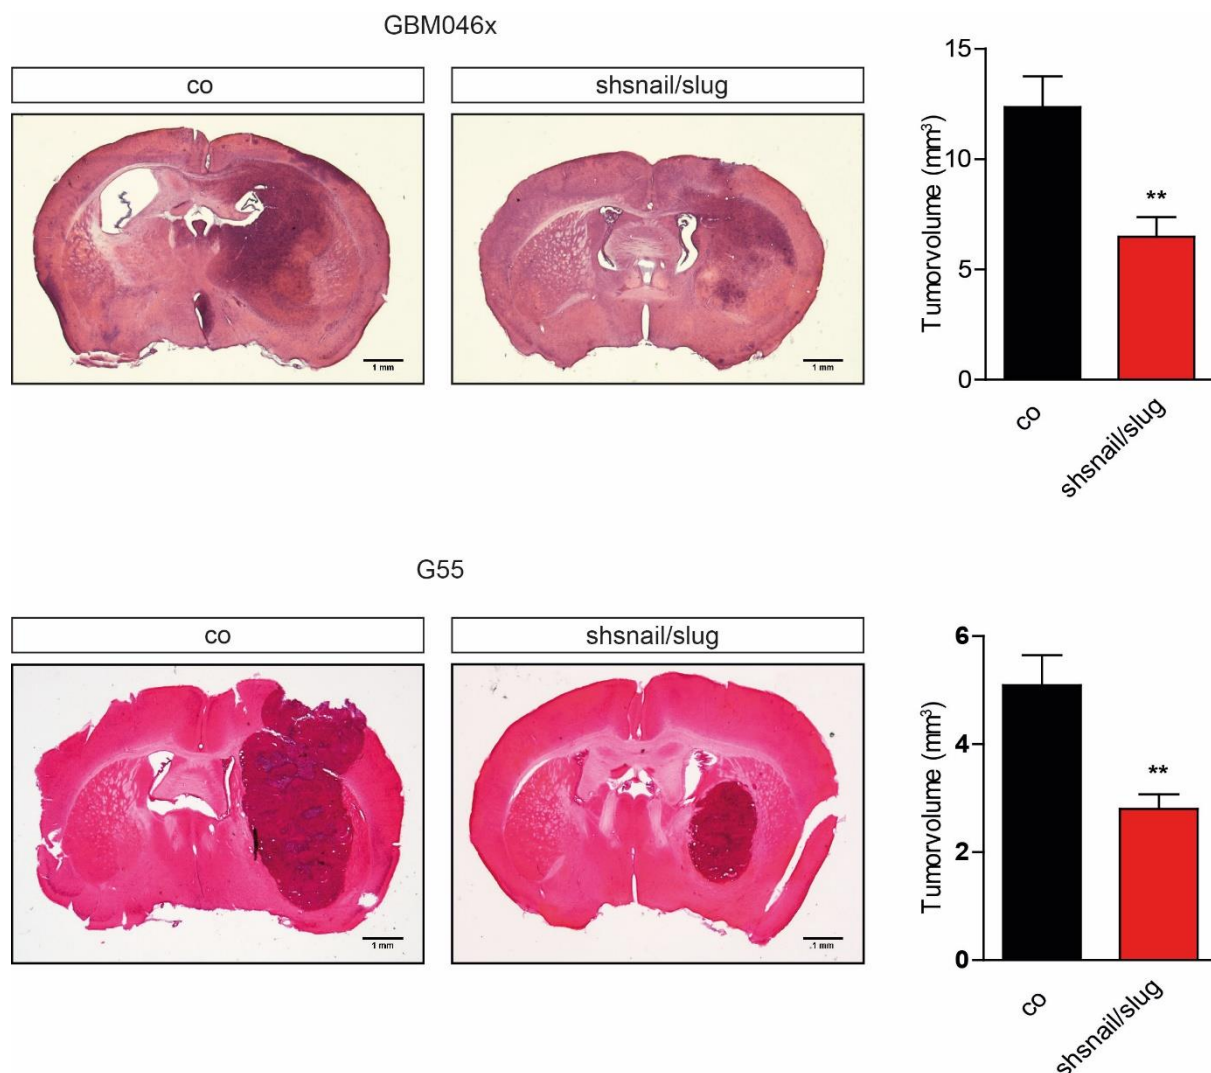 GBM046x
co
shsnail/slug
1 mm
1 mm
Tumorvolume (mm³)
15
10
5
0
**
co
shsnail/slug
G55
co
shsnail/slug
1 mm
1 mm
Tumorvolume (mm³)
6
4
2
0
**
co
shsnail/slug